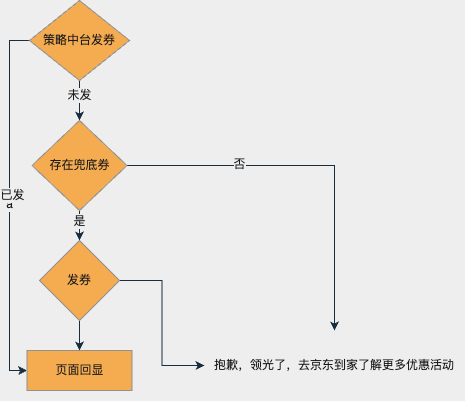 策略中台发券
未发
存在兜底券
否
已发
a
是
发券
页面回显
抱歉，领光了，去京东到家了解更多优惠活动